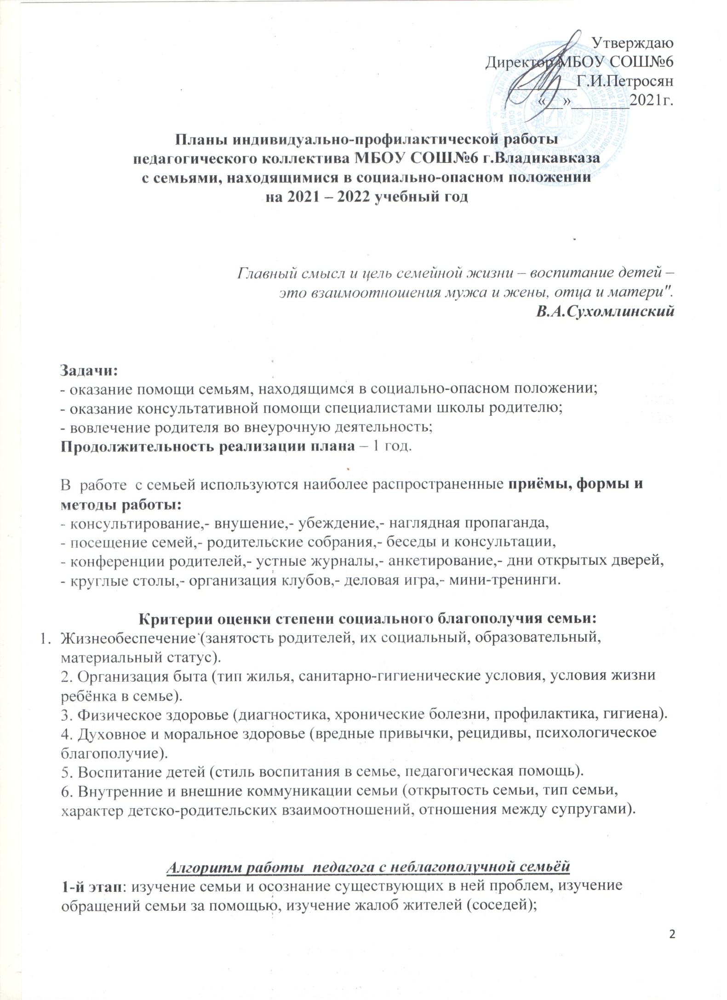 Утверждаю
Директор МБОУ СОШ№6
________Г.И.Петросян
«__»_______2021г.
Планы индивидуально-профилактической работы
педагогического коллектива МБОУ СОШ№6 г.Владикавказа
с семьями, находящимися в социально-опасном положении
на 2021 – 2022 учебный год
Главный смысл и цель семейной жизни – воспитание детей –
это взаимоотношения мужа и жены, отца и матери".
В.А.Сухомлинский
Задачи:
- оказание помощи семьям, находящимся в социально-опасном положении;
- оказание консультативной помощи специалистами школы родителю;
- вовлечение родителя во внеурочную деятельность;
Продолжительность реализации плана – 1 год.
В работе с семьей используются наиболее распространенные приёмы, формы и
методы работы:
- консультирование,- внушение,- убеждение,- наглядная пропаганда,
- посещение семей,- родительские собрания,- беседы и консультации,
- конференции родителей,- устные журналы,- анкетирование,- дни открытых дверей,
- круглые столы,- организация клубов,- деловая игра,- мини-тренинги.
Критерии оценки степени социального благополучия семьи:
1. Жизнеобеспечение (занятость родителей, их социальный, образовательный,
материальный статус).
2. Организация быта (тип жилья, санитарно-гигиенические условия, условия жизни
ребёнка в семье).
3. Физическое здоровье (диагностика, хронические болезни, профилактика, гигиена).
4. Духовное и моральное здоровье (вредные привычки, рецидивы, психологическое
благополучие).
5. Воспитание детей (стиль воспитания в семье, педагогическая помощь).
6. Внутренние и внешние коммуникации семьи (открытость семьи, тип семьи,
характер детско-родительских взаимоотношений, отношения между супругами).
Алгоритм работы педагога с неблагополучной семьёй
1-й этап: изучение семьи и осознание существующих в ней проблем, изучение
обращений семьи за помощью, изучение жалоб жителей (соседей);
2